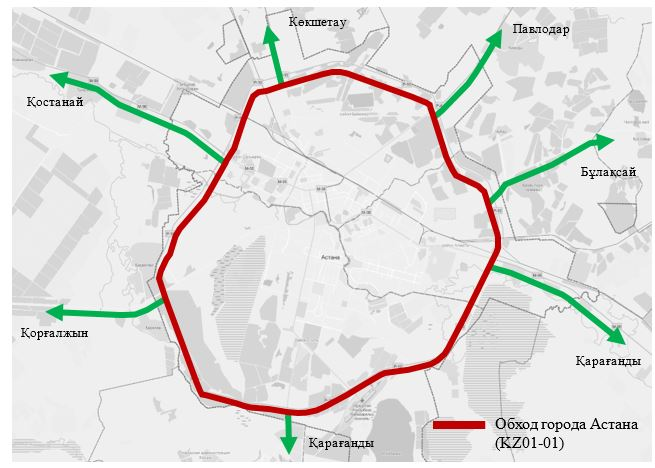 Көкшетау
Павлодар
Қостанай
Бұлақсай
Астана
Қорғалжын
Қарағанды
Қарағанды
Обход города Астана
(KZ01-01)